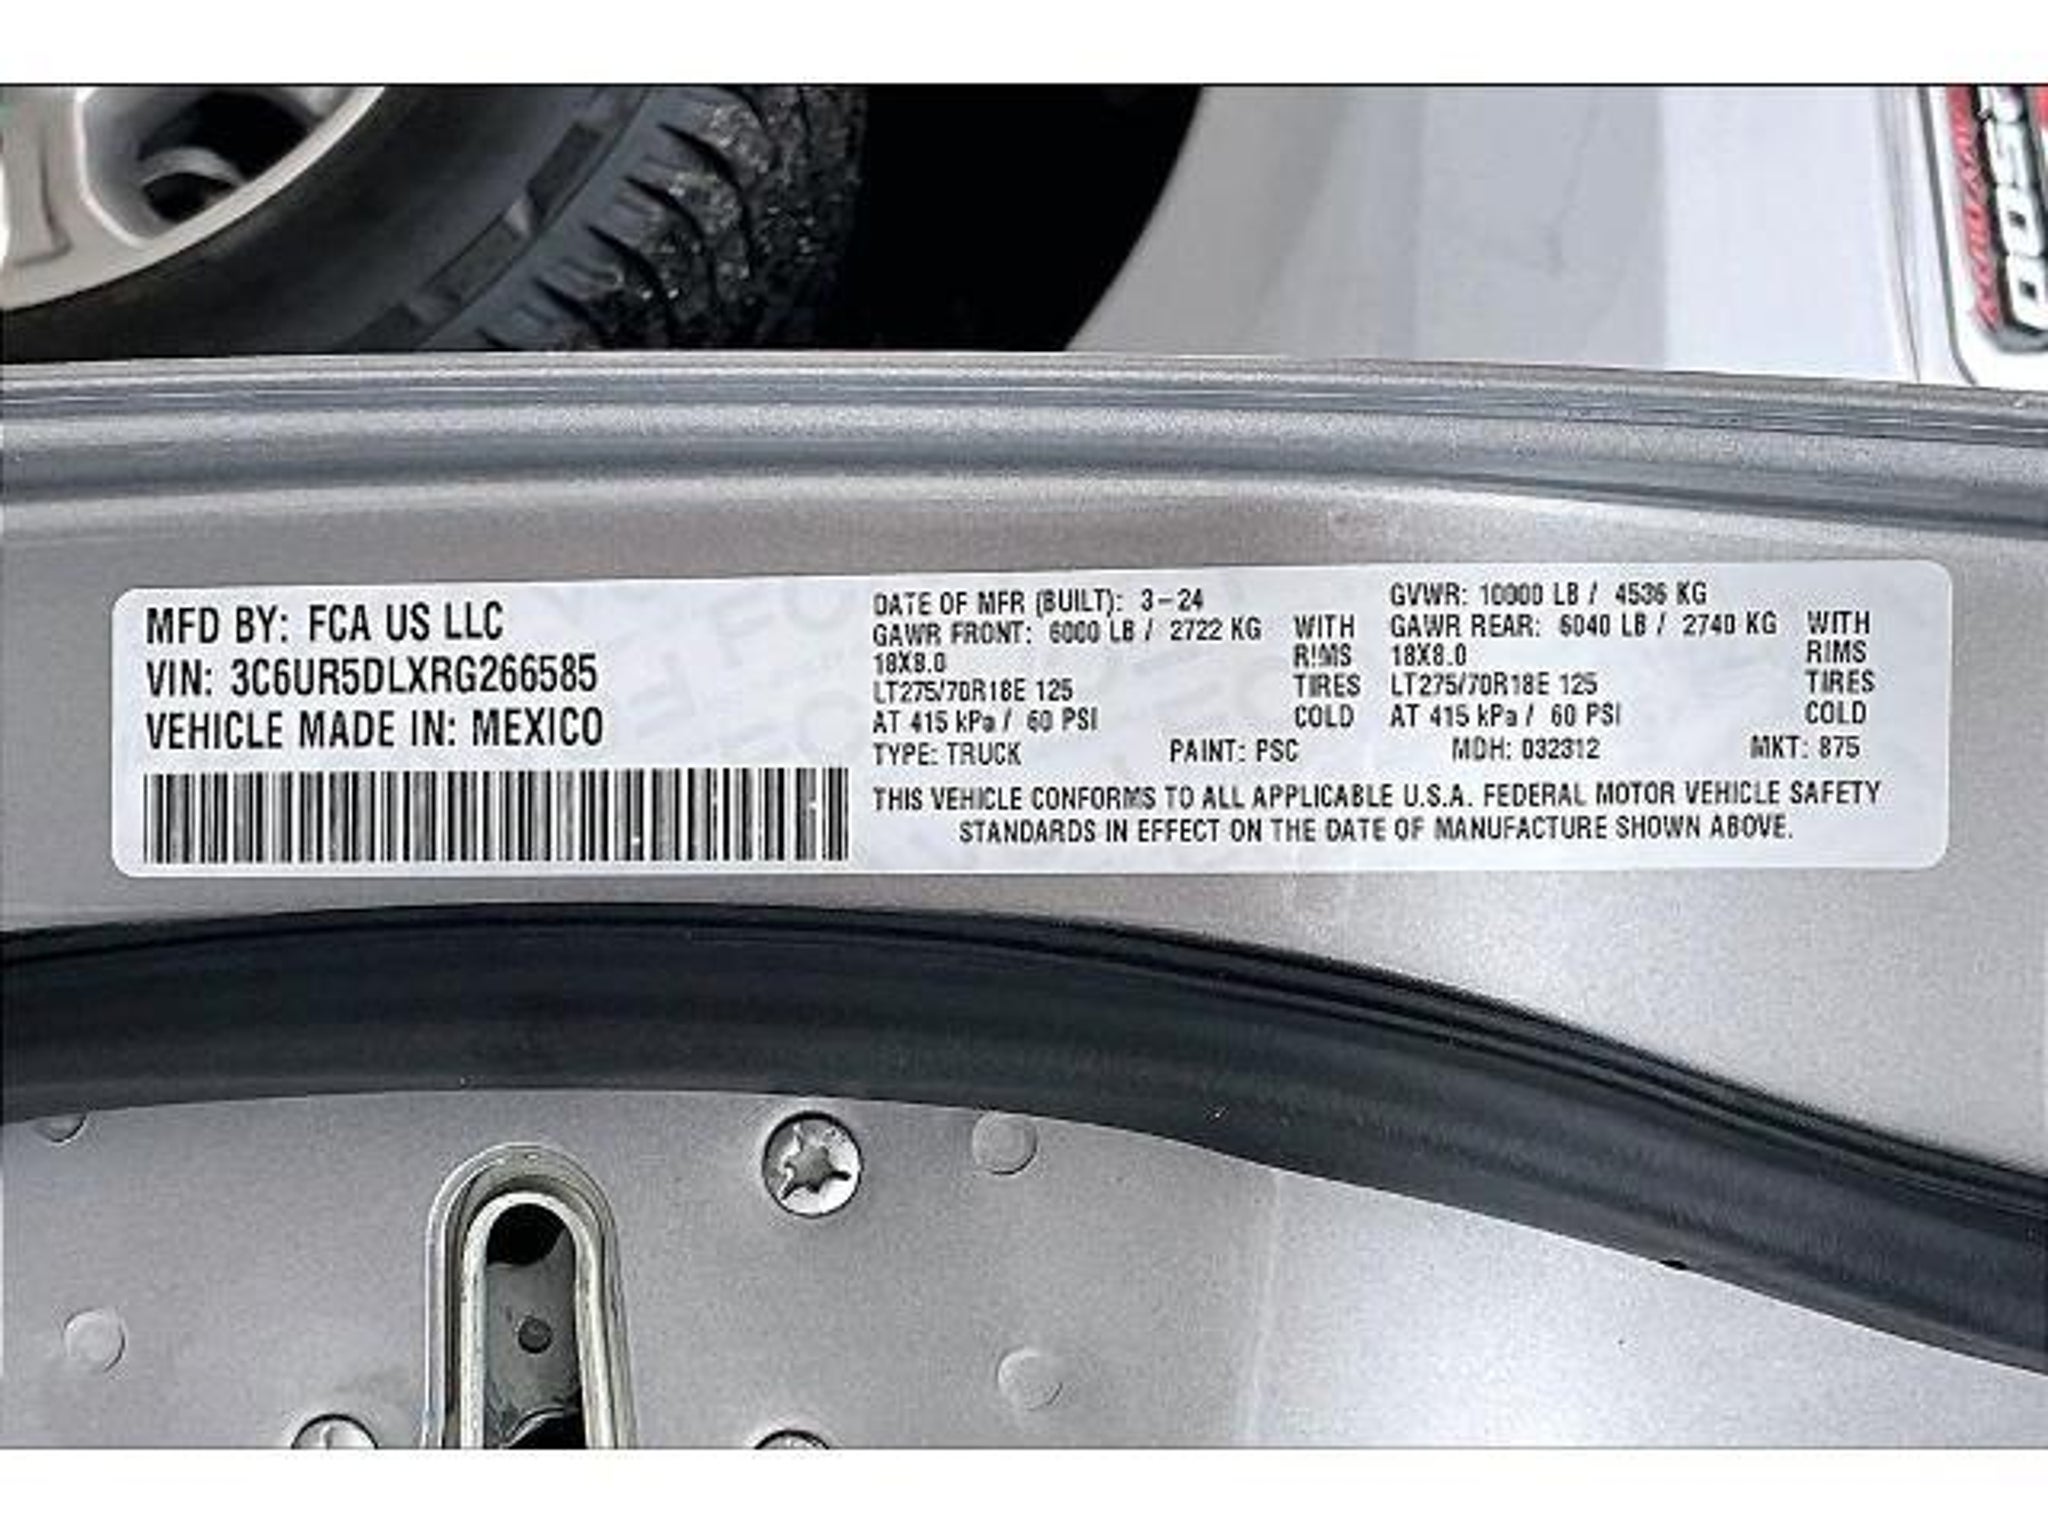 MFD BY: FCA US LLC
VIN: 3C6UR5DLXRG266585
VEHICLE MADE IN: MEXICO
DATE OF MFR (BUILT): 3-24 GVWR: 10000 LB / 4536 KG
GAWR FRONT: 6000 LB / 2722 KG WITH GAWR REAR: 6040 LB / 2740 KG WITH
18X8.0 RIMS 18X8.0 RIMS
LT275/70R18E 125 TIRES LT275/70R18E 125 TIRES
AT 415 kPa / 60 PSI COLD AT 415 kPa / 60 PSI COLD
TYPE: TRUCK PAINT: PSC MDH: 032312 MKT: 875
THIS VEHICLE CONFORMS TO ALL APPLICABLE U.S.A. FEDERAL MOTOR VEHICLE SAFETY
STANDARDS IN EFFECT ON THE DATE OF MANUFACTURE SHOWN ABOVE.